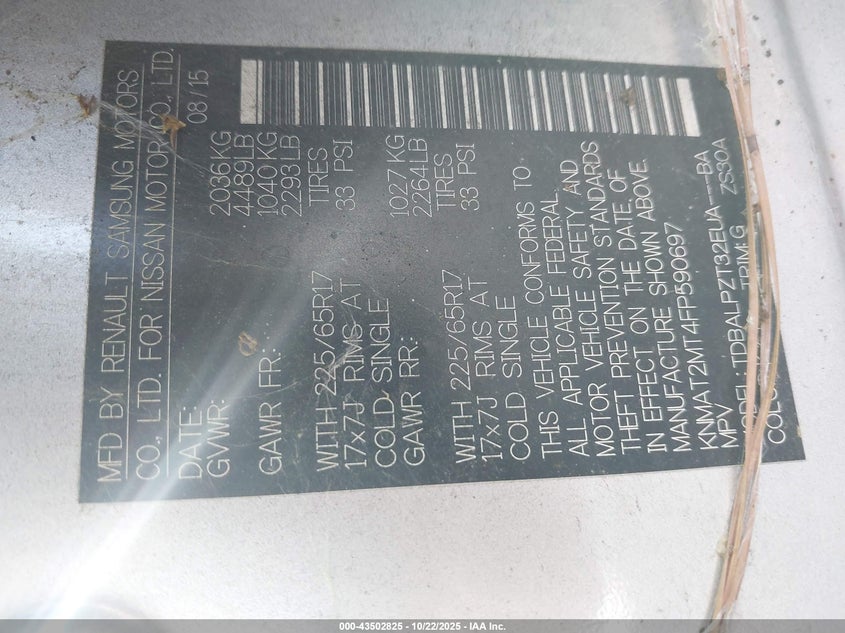 MFD BY RENAULT SAMSUNG MOTORS
CO., LTD. FOR NISSAN MOTOR CO., LTD.
DATE: 08/15
GVWR: 2036KG
4489LB
GAWR FR: 1040KG
2293LB
WITH 225/65R17 TIRES
17x7J RIMS AT 33 PSI
COLD SINGLE
GAWR RR: 1027KG
2264LB
WITH 225/65R17 TIRES
17x7J RIMS AT 33 PSI
COLD SINGLE
THIS VEHICLE CONFORMS TO
ALL APPLICABLE FEDERAL
MOTOR VEHICLE SAFETY AND
THEFT PREVENTION STANDARDS
IN EFFECT ON THE DATE OF
MANUFACTURE SHOWN ABOVE.
KNMAT2MT4FP590697
MPV
MODEL: TDBALPZT32EUA---BA
TRIM: G ZS30A
000-43502825 - 10/22/2025 - IAA Inc.